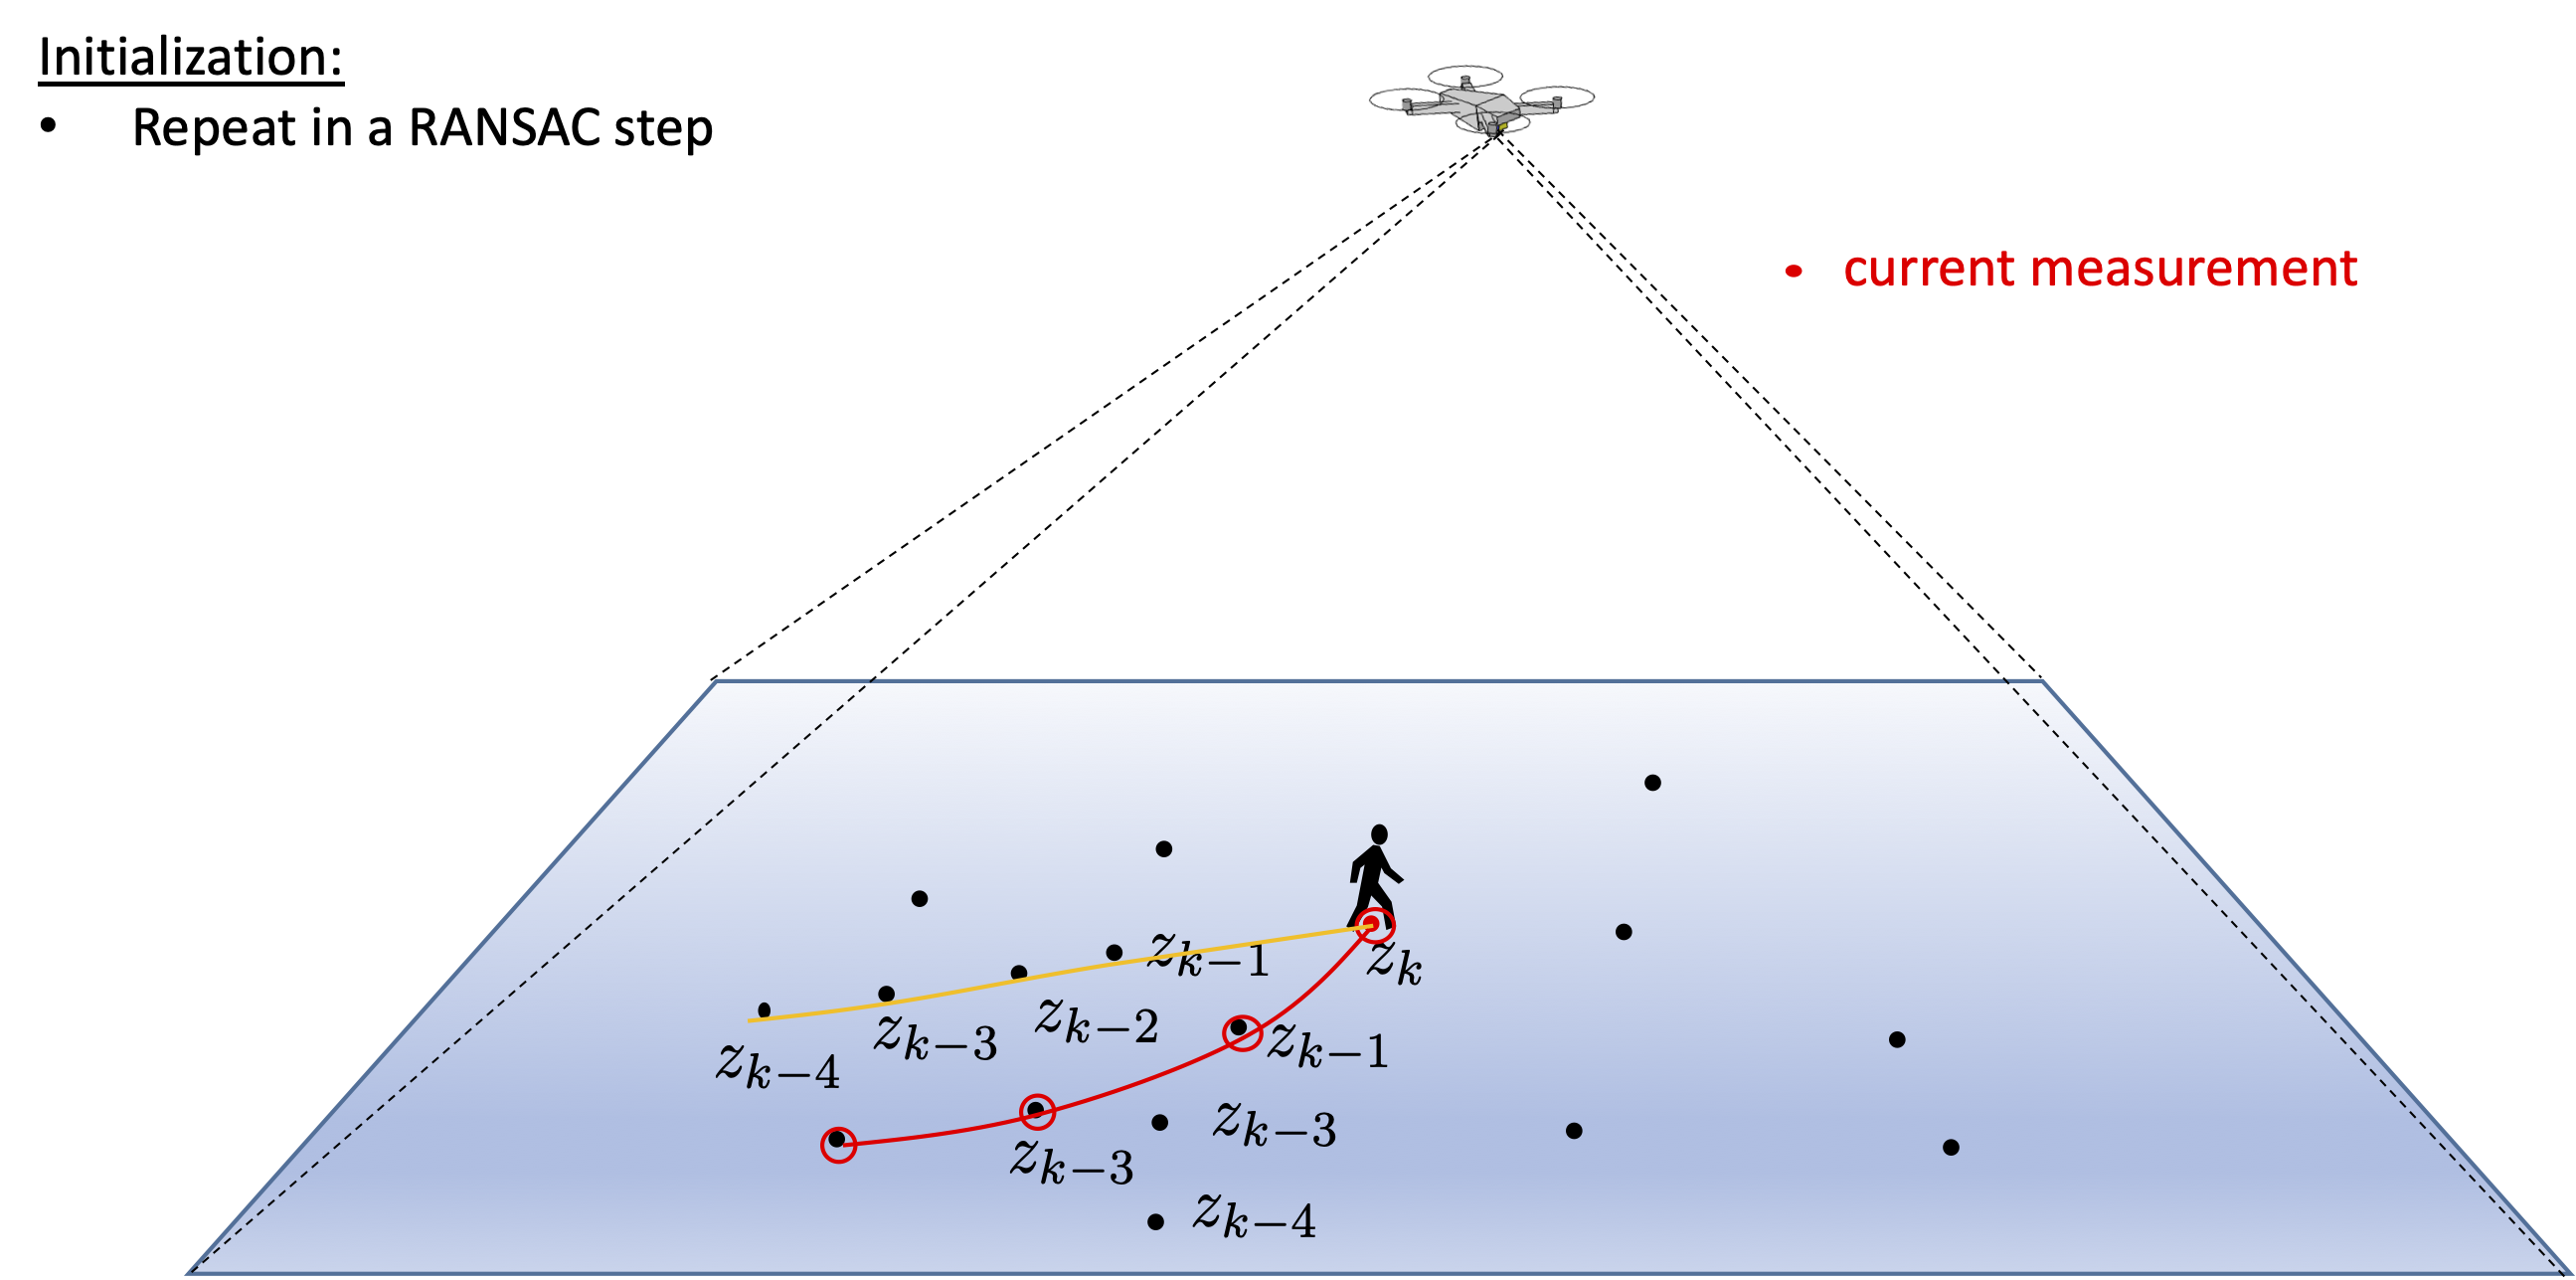 Initialization:
• Repeat in a RANSAC step
• current measurement
z_{k-1}
z_k
z_{k-2}
z_{k-3}
z_{k-4}
z_{k-1}
z_{k-3}
z_{k-3}
z_{k-4}